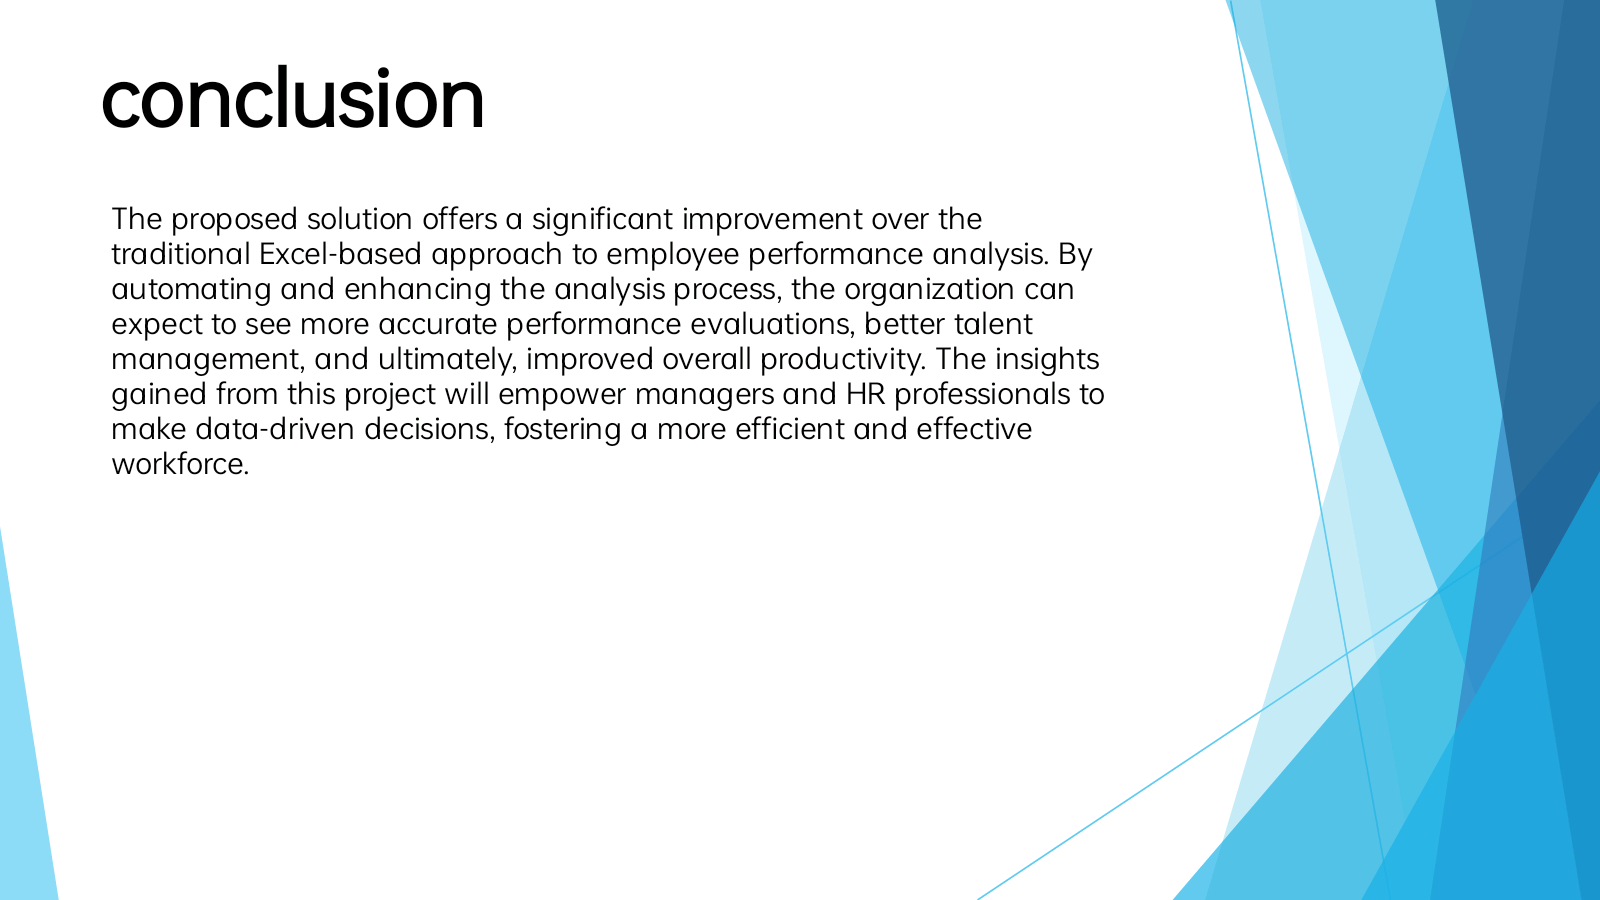 conclusion
The proposed solution offers a significant improvement over the
traditional Excel-based approach to employee performance analysis. By
automating and enhancing the analysis process, the organization can
expect to see more accurate performance evaluations, better talent
management, and ultimately, improved overall productivity. The insights
gained from this project will empower managers and HR professionals to
make data-driven decisions, fostering a more efficient and effective
workforce.